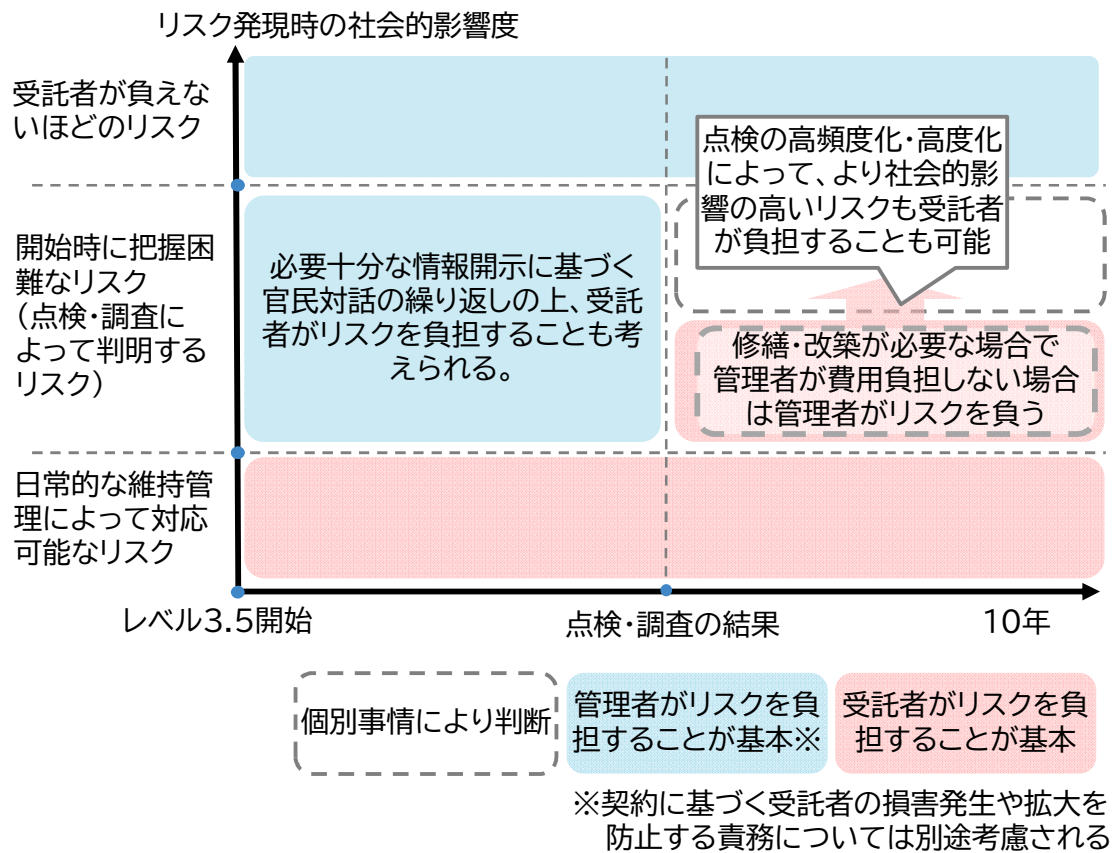 リスク発現時の社会的影響度
受託者が負えな
いほどのリスク
点検の高頻度化・高度化
によって、より社会的影
響の高いリスクも受託者
が負担することも可能
開始時に把握困
難なリスク
（点検・調査に
よって判明する
リスク）
必要十分な情報開示に基づく
官民対話の繰り返しの上、受託
者がリスクを負担することも考
えられる。
修繕・改築が必要な場合で
管理者が費用負担しない場合
は管理者がリスクを負う
日常的な維持管
理によって対応
可能なリスク
レベル3.5開始
点検・調査の結果
10年
個別事情により判断
管理者がリスクを負
担することが基本※
受託者がリスクを負
担することが基本
※契約に基づく受託者の損害発生や拡大を
防止する責務については別途考慮される